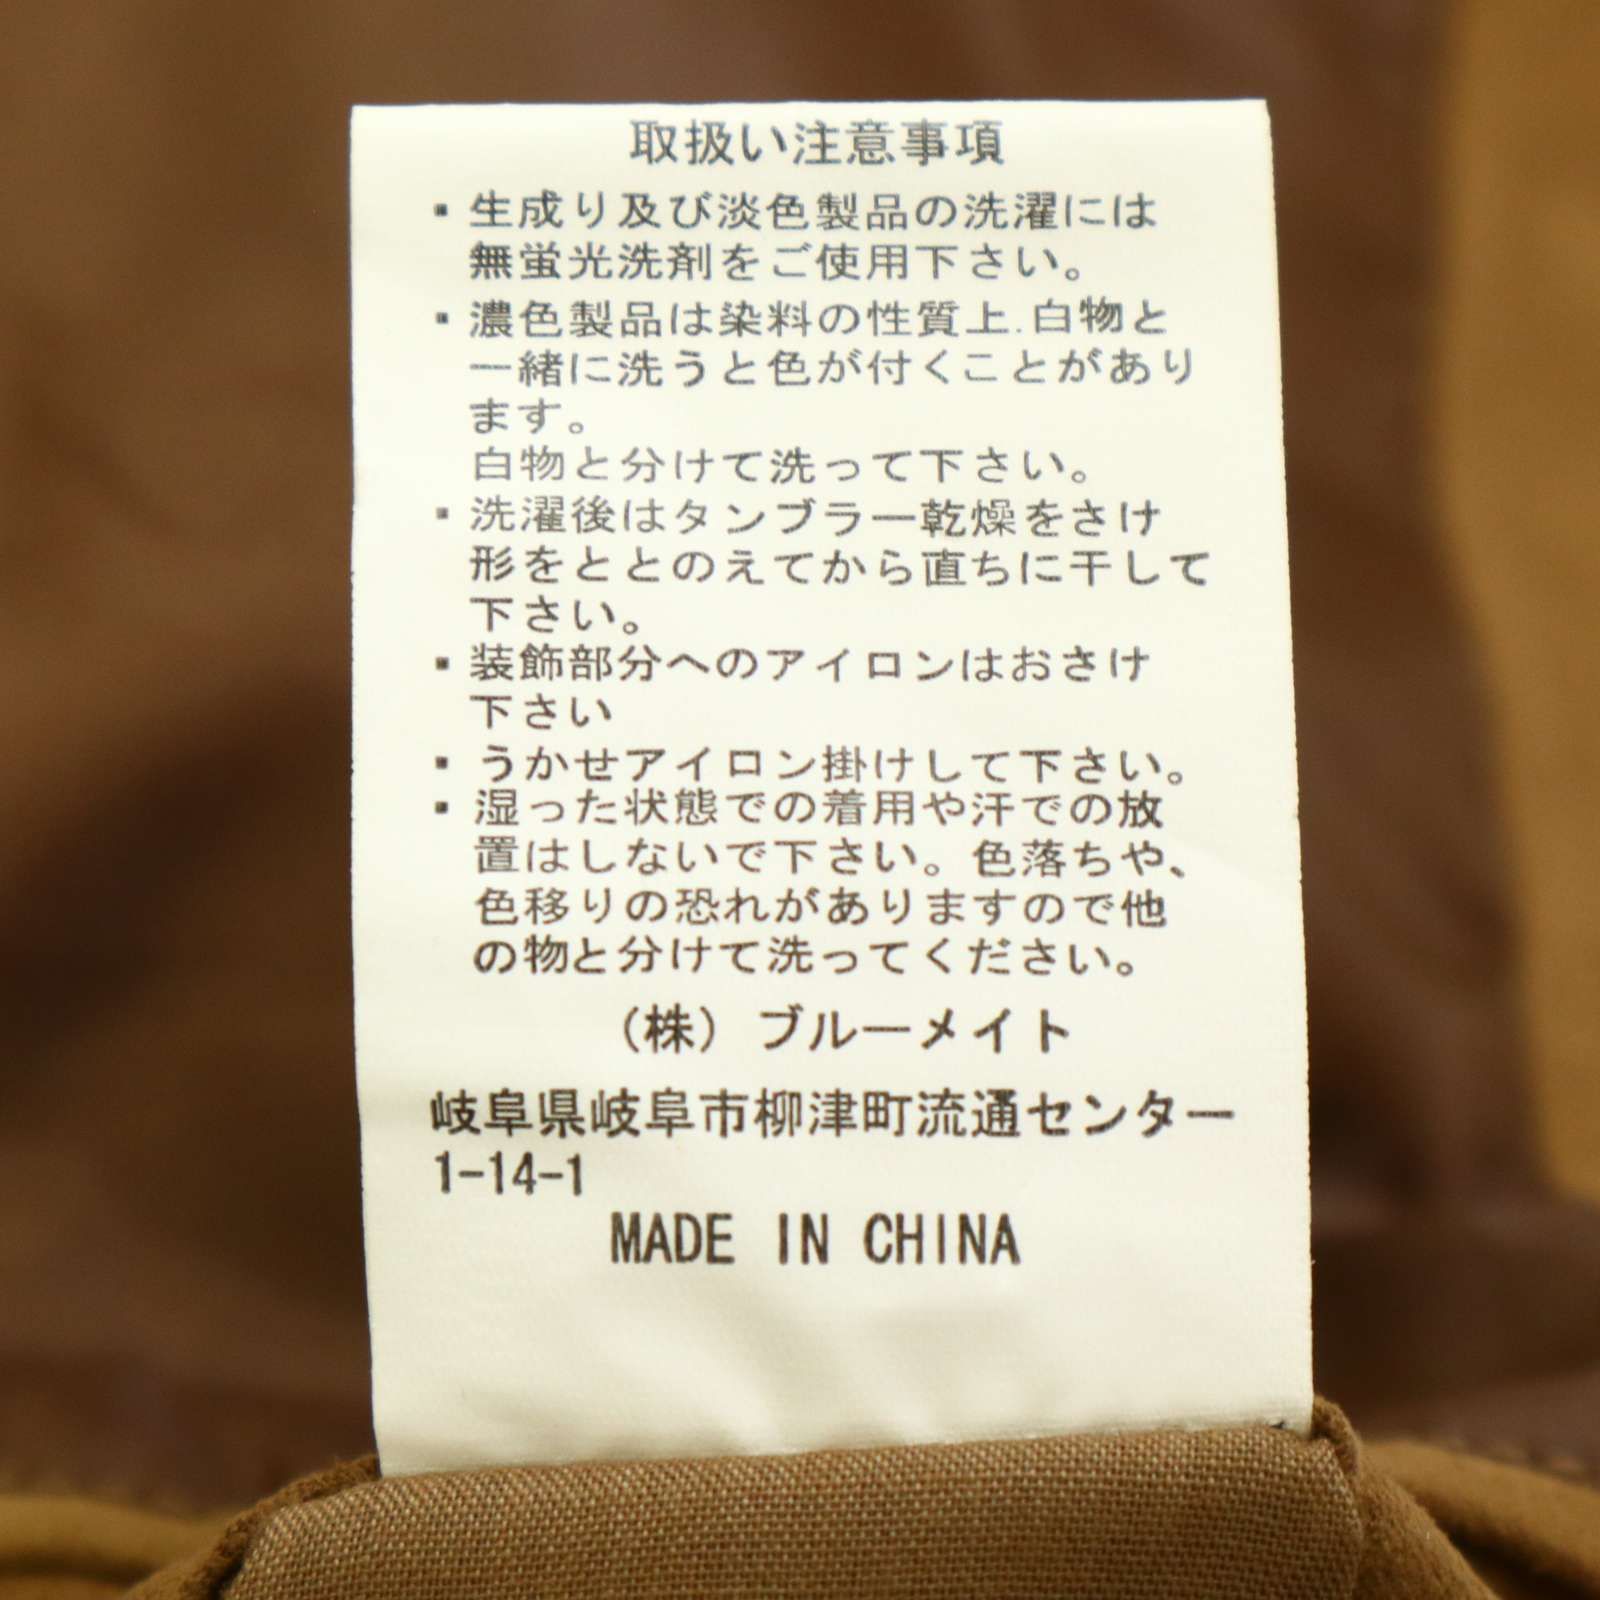 取扱い注意事項
▪生成り及び淡色製品の洗濯には
無蛍光洗剤をご使用下さい。
▪濃色製品は染料の性質上.白物と
一緒に洗うと色が付くことがあり
ます。
白物と分けて洗って下さい。
▪洗濯後はタンブラー乾燥をさけ
形をととのえてから直ちに干して
下さい。
▪装飾部分へのアイロンはおさけ
下さい
▪うかせアイロン掛けして下さい。
▪湿った状態での着用や汗での放
置はしないで下さい。色落ちや、
色移りの恐れがありますので他
の物と分けて洗ってください。
(株)ブルーメイト
岐阜県岐阜市柳津町流通センター
1-14-1
MADE IN CHINA